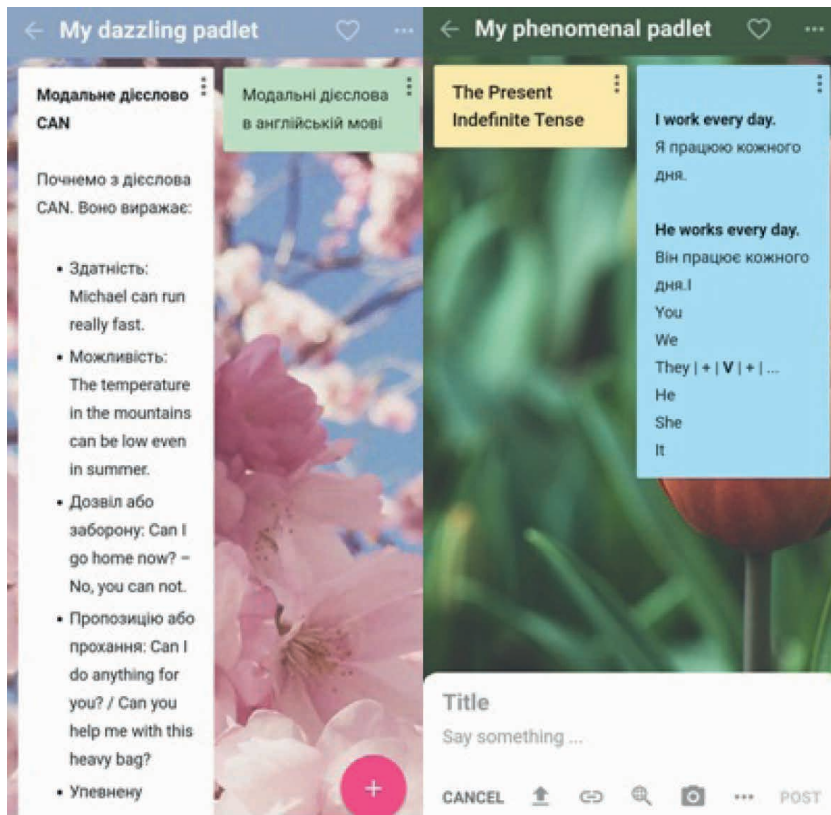 My dazzling padlet
Модальне дієслово
CAN
Почнемо з дієслова
CAN. Воно виражає:
• Здатність:
Michael can run
really fast.
• Можливість:
The temperature
in the mountains
can be low even
in summer.
• Дозвіл або
заборону: Can I
go home now? –
No, you can not.
• Пропозицію або
прохання: Can I
do anything for
you? / Can you
help me with this
heavy bag?
• Упевнену
Модальні дієслова
в англійській мові
My phenomenal padlet
The Present
Indefinite Tense
I work every day.
Я працюю кожного
дня.
He works every day.
Він працює кожного
дня.I
You
We
They | + | V | + | ...
He
She
It
Title
Say something ...
CANCEL
POST